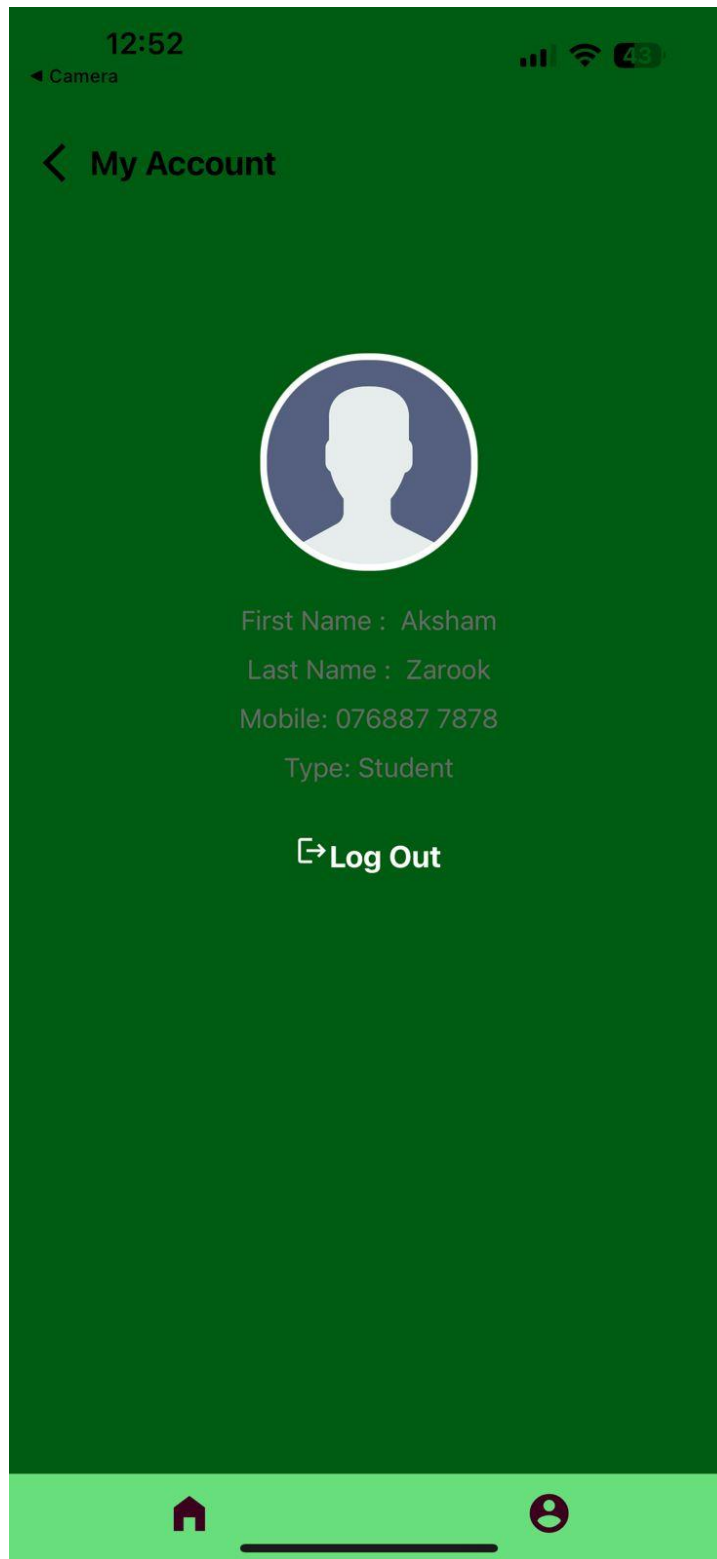 12:52
◀ Camera
43
My Account
First Name : Aksham
Last Name : Zarook
Mobile: 076887 7878
Type: Student
Log Out